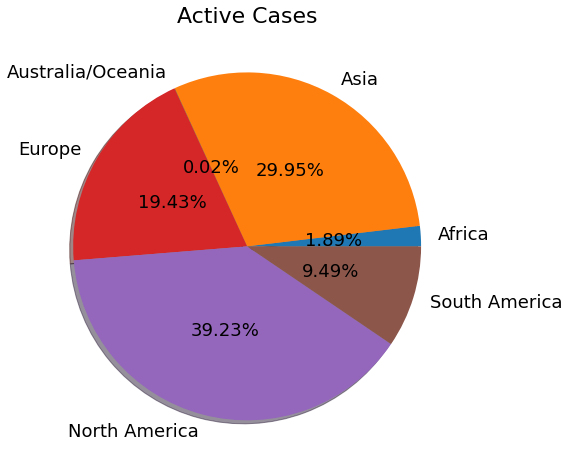 Active Cases
Australia/Oceania
Asia
Europe
0.02%
29.95%
19.43%
1.89%
Africa
9.49%
South America
39.23%
North America